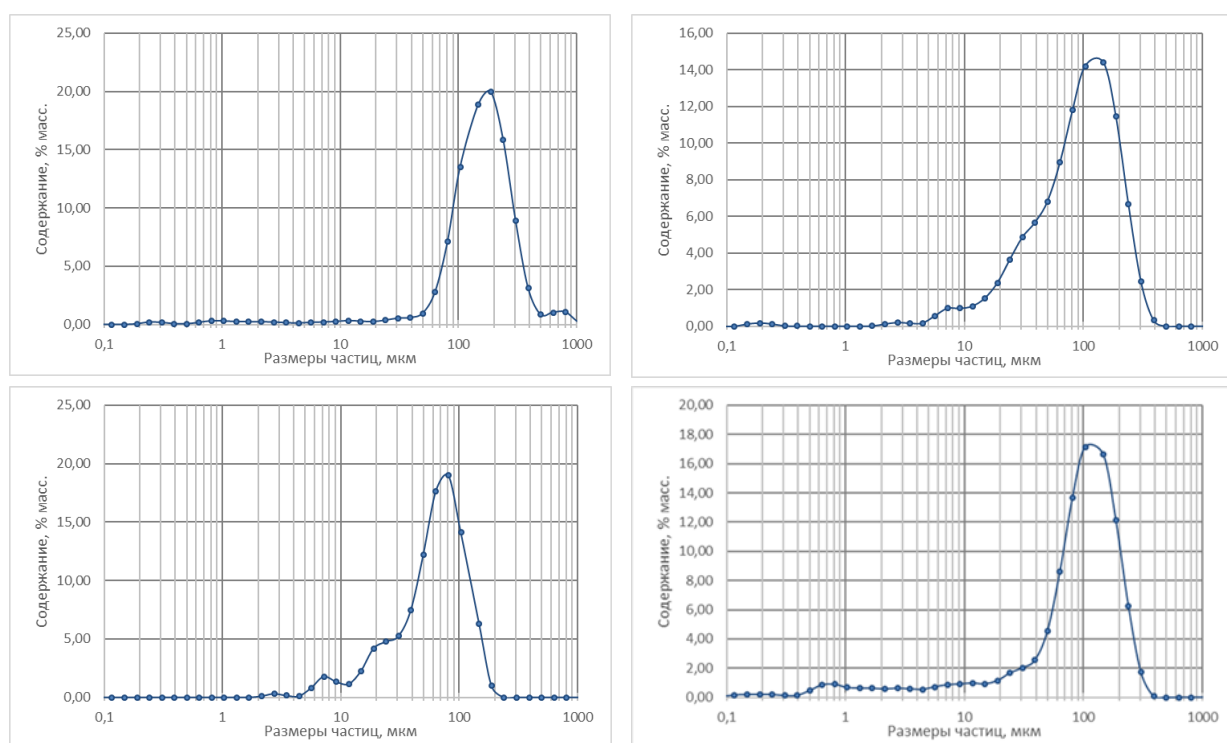 25,00
20,00
15,00
10,00
5,00
0,00
Содержание, % масс.
0,1 1 10 100 1000
Размеры частиц, мкм
16,00
14,00
12,00
10,00
8,00
6,00
4,00
2,00
0,00
Содержание, % масс.
0,1 1 10 100 1000
Размеры частиц, мкм
25,00
20,00
15,00
10,00
5,00
0,00
Содержание, % масс.
0,1 1 10 100 1000
Размеры частиц, мкм
20,00
18,00
16,00
14,00
12,00
10,00
8,00
6,00
4,00
2,00
0,00
Содержание, % масс.
0,1 1 10 100 1000
Размеры частиц, мкм